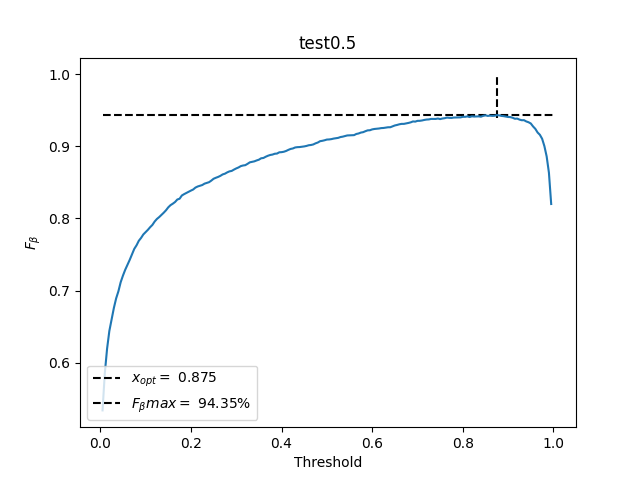 test0.5
1.0
0.9
0.8
0.7
0.6
F_β
x_opt = 0.875
F_βmax = 94.35%
0.0 0.2 0.4 0.6 0.8 1.0
Threshold